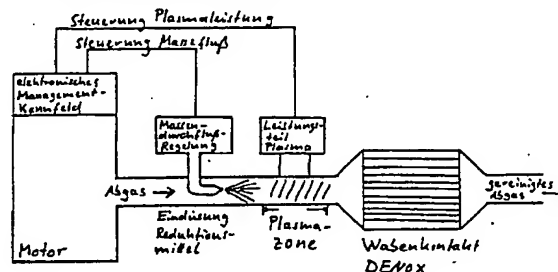 Steuerung Plasmaleistung
Steuerung Massefluß
elektronisches
Management-
Kennfeld
Massen-
durchfluß-
Regelung
Leistungs-
teil
Plasma
Abgas
gereinigtes
Abgas
Eindüsung
Reduktions-
mittel
Plasma-
zone
Wabenkontakt
DENOX
Motor